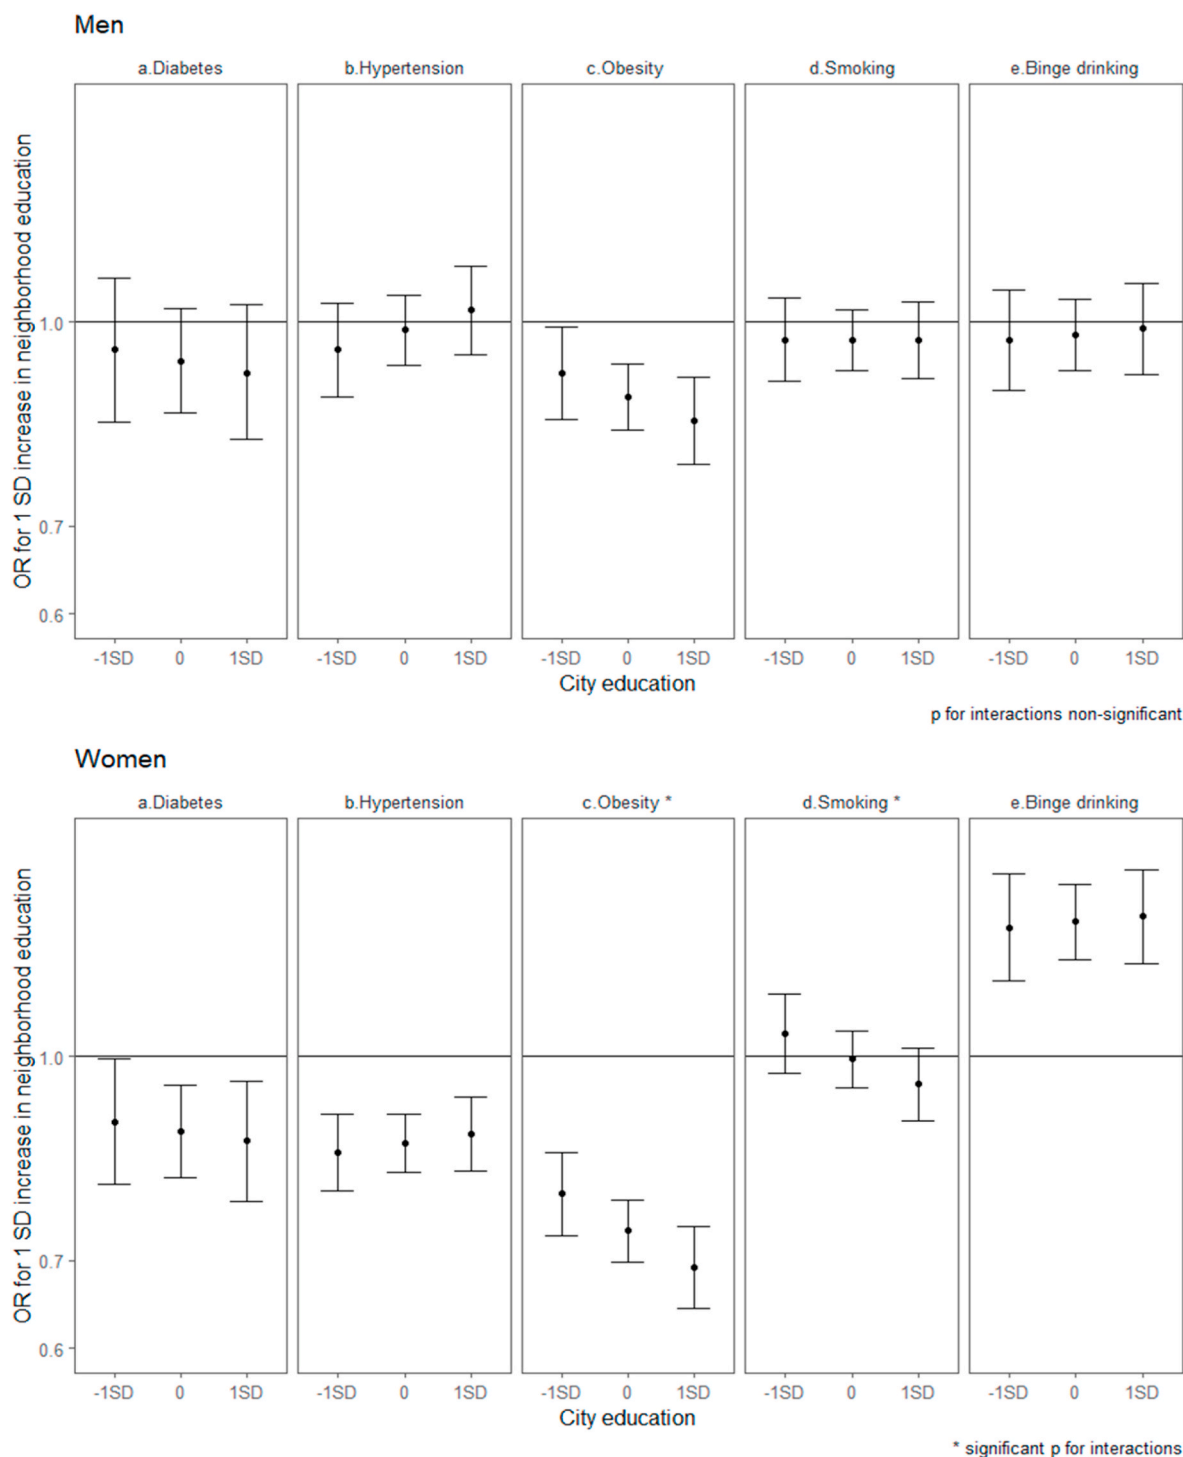 Men
a.Diabetes b.Hypertension c.Obesity d.Smoking e.Binge drinking
OR for 1 SD increase in neighborhood education
1.0
0.7
0.6
-1SD 0 1SD -1SD 0 1SD -1SD 0 1SD -1SD 0 1SD -1SD 0 1SD
City education
p for interactions non-significant
Women
a.Diabetes b.Hypertension c.Obesity * d.Smoking * e.Binge drinking
OR for 1 SD increase in neighborhood education
1.0
0.7
0.6
-1SD 0 1SD -1SD 0 1SD -1SD 0 1SD -1SD 0 1SD -1SD 0 1SD
City education
* significant p for interactions